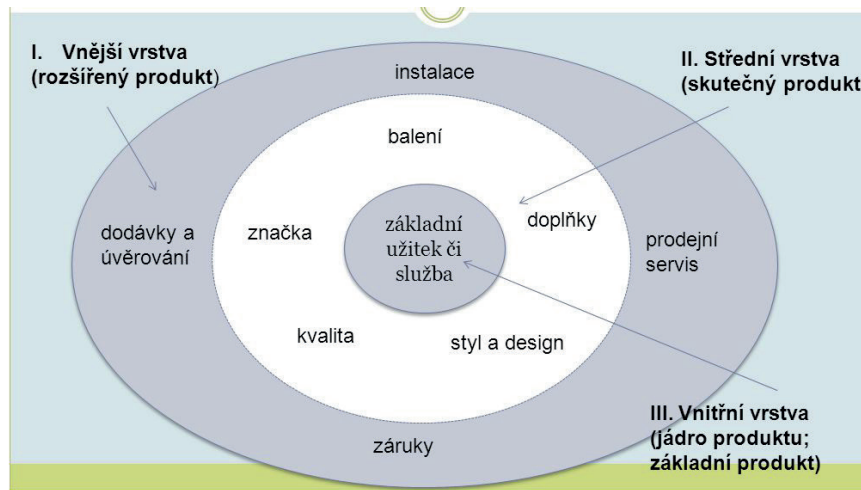 I. Vnější vrstva
(rozšířený produkt)
II. Střední vrstva
(skutečný produkt
instalace
balení
doplňky
značka
základní
užitek či
služba
dodávky a
úvěrování
prodejní
servis
kvalita
styl a design
záruky
III. Vnitřní vrstva
(jádro produktu;
základní produkt)